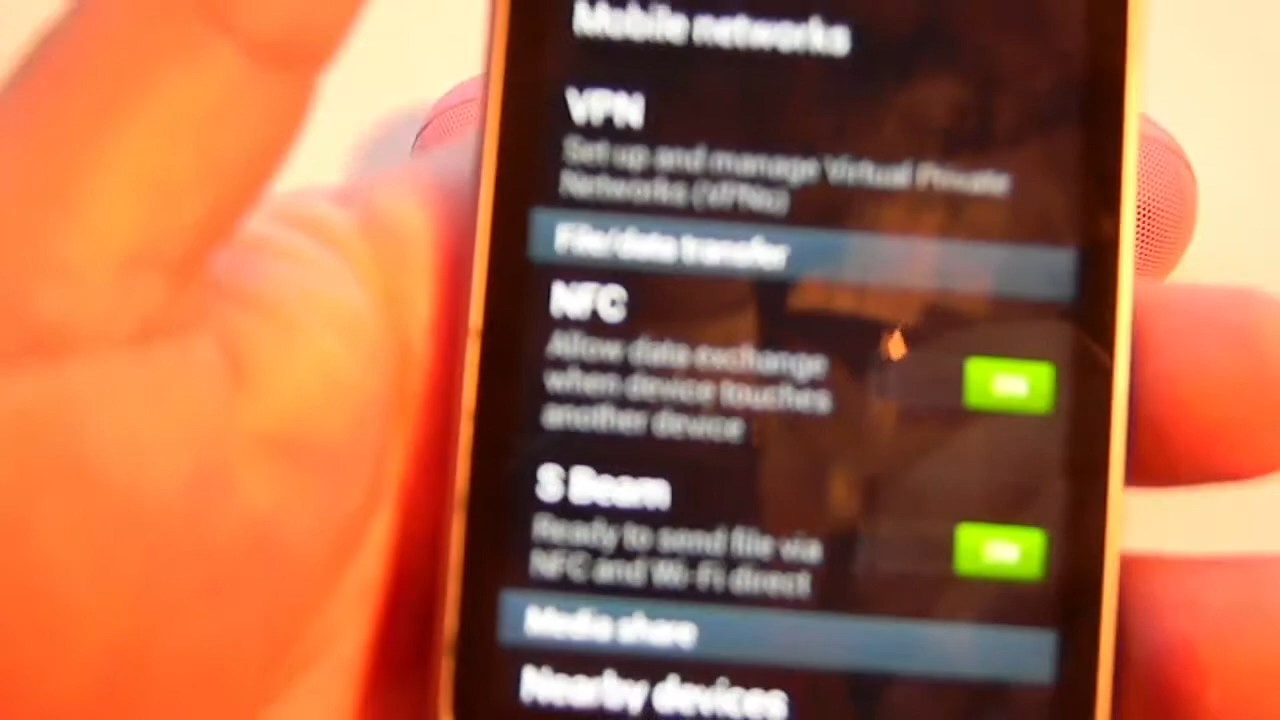 Mobile networks
VPN
Set up and manage Virtual Private
Networks (VPNs)
File/data transfer
NFC
Allow data exchange
when device touches
another device
ON
S Beam
Ready to send file via
NFC and Wi-Fi direct
ON
Media share
Nearby devices